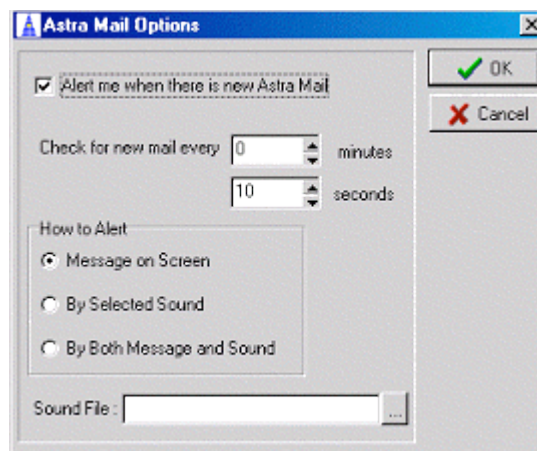 Astra Mail Options
Alert me when there is new Astra Mail
OK
Cancel
Check for new mail every 0 minutes
10 seconds
How to Alert
Message on Screen
By Selected Sound
By Both Message and Sound
Sound File :
...